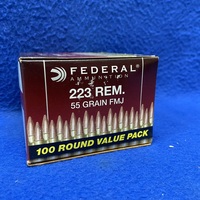 FEDERAL
AMMUNITION
223 REM.
55 GRAIN FMJ
100 ROUND VALUE PACK